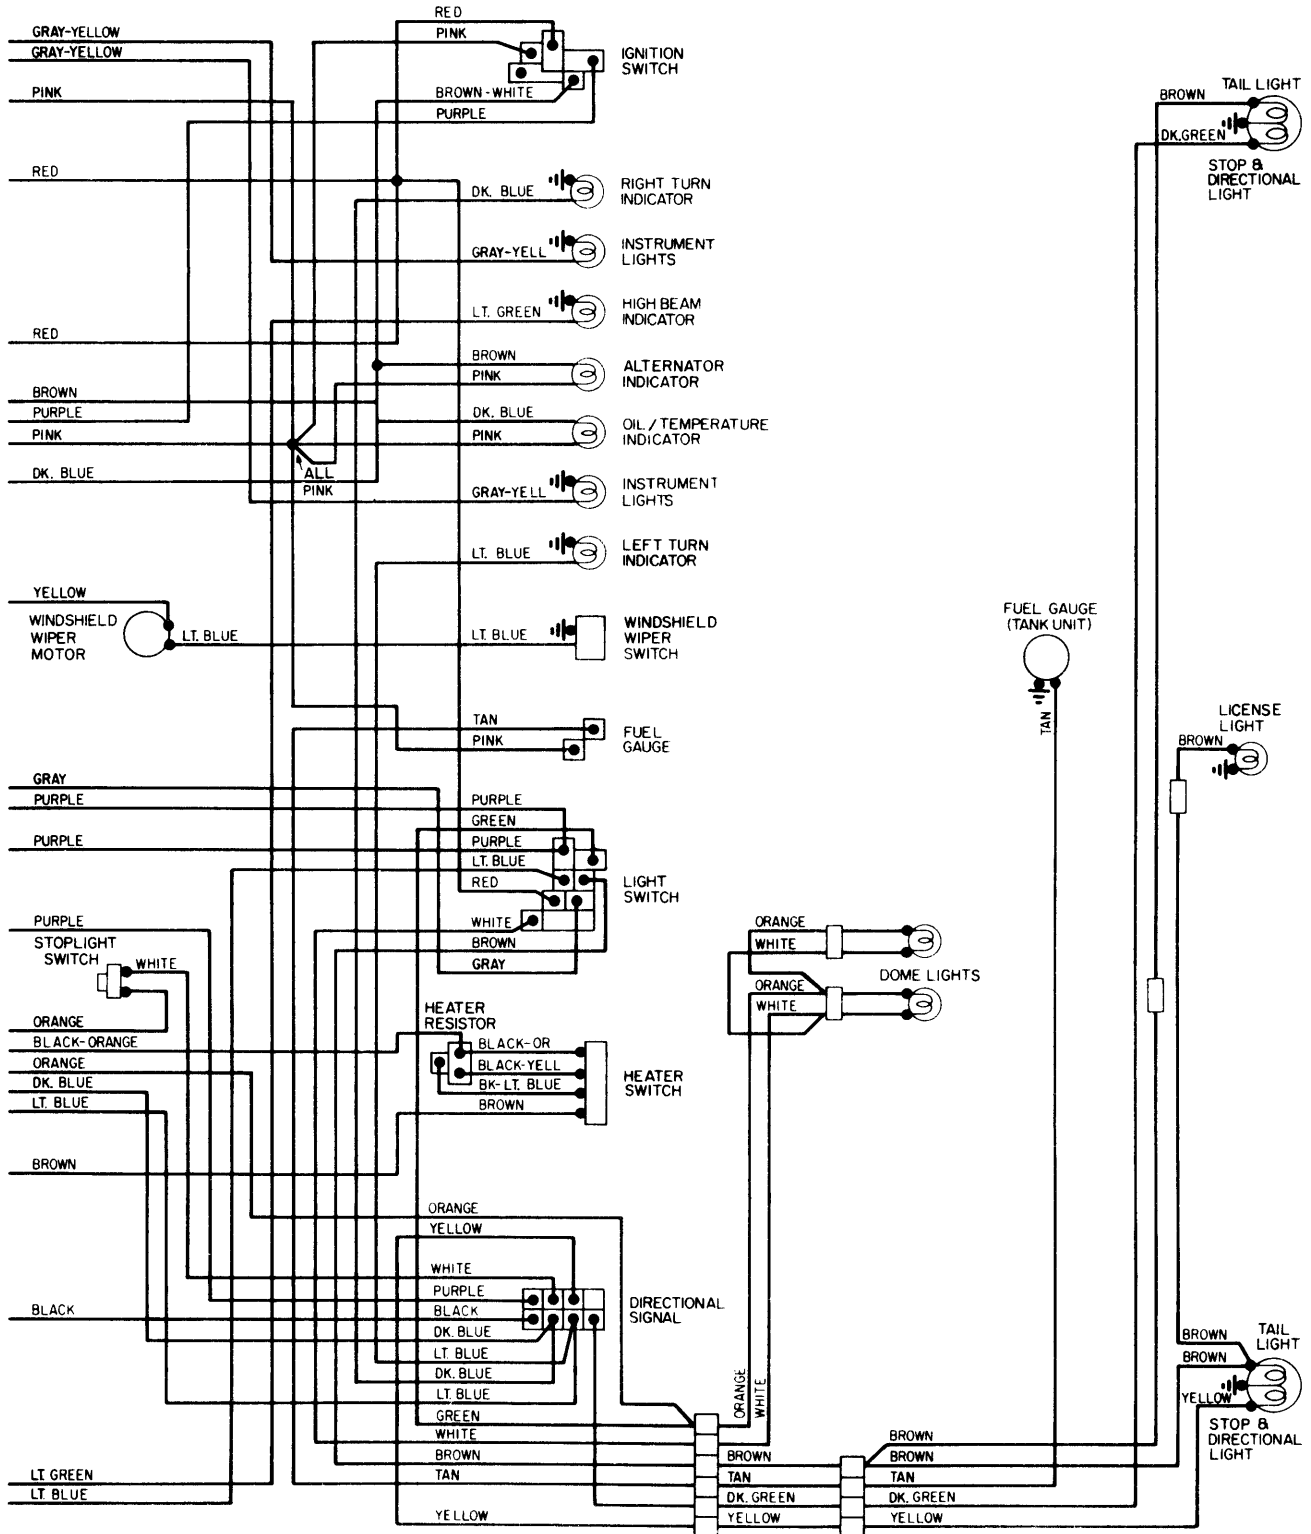 RED
GRAY-YELLOW
PINK
GRAY-YELLOW
IGNITION
SWITCH
PINK
BROWN-WHITE
PURPLE
TAIL LIGHT
BROWN
DK.GREEN
STOP &
DIRECTIONAL
LIGHT
RED
DK. BLUE
RIGHT TURN
INDICATOR
GRAY-YELL
INSTRUMENT
LIGHTS
LT. GREEN
HIGH BEAM
INDICATOR
RED
BROWN
PINK
ALTERNATOR
INDICATOR
BROWN
PURPLE
DK. BLUE
PINK
OIL / TEMPERATURE
INDICATOR
PINK
ALL
PINK
DK. BLUE
GRAY-YELL
INSTRUMENT
LIGHTS
LT. BLUE
LEFT TURN
INDICATOR
YELLOW
WINDSHIELD
WIPER
MOTOR
LT. BLUE
LT. BLUE
WINDSHIELD
WIPER
SWITCH
FUEL GAUGE
(TANK UNIT)
TAN
TAN
PINK
FUEL
GAUGE
LICENSE
LIGHT
BROWN
GRAY
PURPLE
PURPLE
PURPLE
GREEN
PURPLE
LT. BLUE
RED
WHITE
BROWN
GRAY
LIGHT
SWITCH
PURPLE
STOPLIGHT
SWITCH
WHITE
ORANGE
WHITE
DOME LIGHTS
ORANGE
WHITE
ORANGE
BLACK-ORANGE
ORANGE
DK. BLUE
LT. BLUE
HEATER
RESISTOR
BLACK-OR
BLACK-YELL
BK-LT. BLUE
BROWN
HEATER
SWITCH
BROWN
ORANGE
YELLOW
WHITE
PURPLE
BLACK
BLACK
DK. BLUE
LT. BLUE
DK. BLUE
LT. BLUE
GREEN
WHITE
BROWN
TAN
DIRECTIONAL
SIGNAL
ORANGE
WHITE
BROWN
BROWN
TAIL
LIGHT
YELLOW
STOP &
DIRECTIONAL
LIGHT
LT GREEN
LT. BLUE
YELLOW
BROWN
TAN
DK. GREEN
YELLOW
BROWN
BROWN
TAN
DK. GREEN
YELLOW